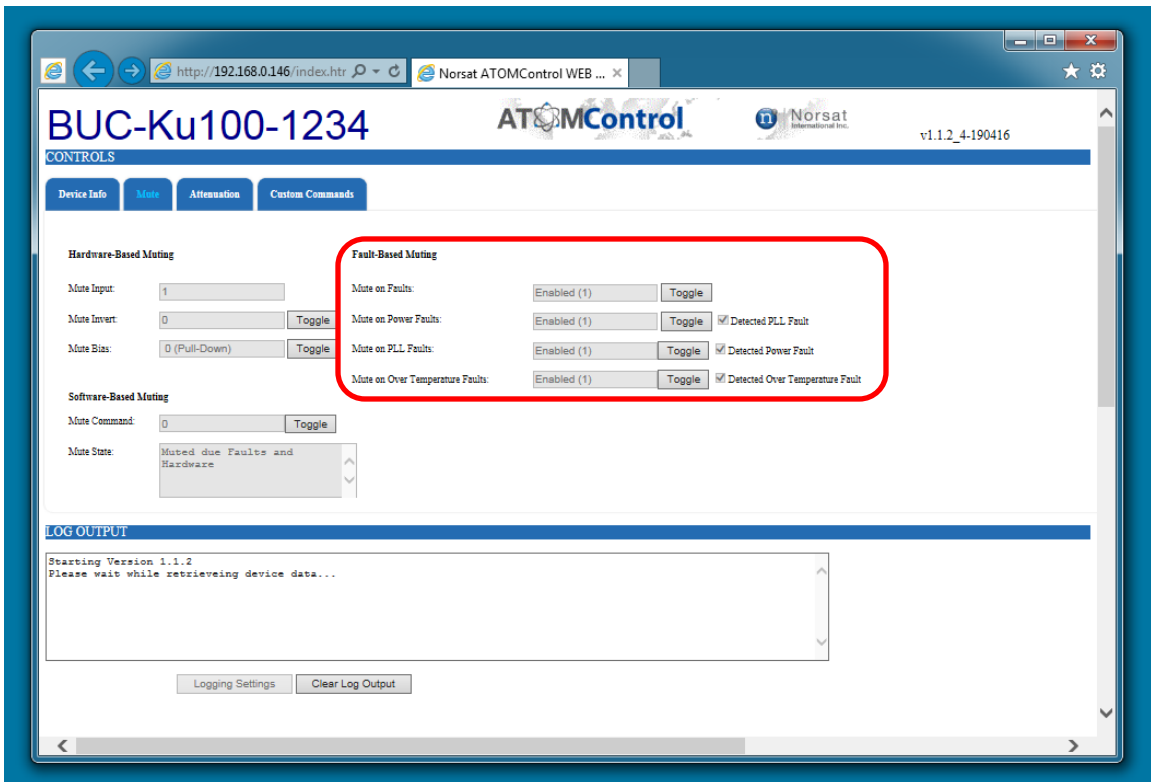 http://192.168.0.146/index.htr
Norsat ATOMControl WEB ...
BUC-Ku100-1234
ATOMControl
n Norsat
International Inc.
v1.1.2_4-190416
CONTROLS
Device Info
Mute
Attenuation
Custom Commands
Hardware-Based Muting
Mute Input:
1
Mute Invert:
0
Toggle
Mute Bias:
0 (Pull-Down)
Toggle
Fault-Based Muting
Mute on Faults:
Enabled (1)
Toggle
Mute on Power Faults:
Enabled (1)
Toggle
Detected PLL Fault
Mute on PLL Faults:
Enabled (1)
Toggle
Detected Power Fault
Mute on Over Temperature Faults:
Enabled (1)
Toggle
Detected Over Temperature Fault
Software-Based Muting
Mute Command:
0
Toggle
Mute State:
Muted due Faults and
Hardware
LOG OUTPUT
Starting Version 1.1.2
Please wait while retrieveing device data...
Logging Settings
Clear Log Output